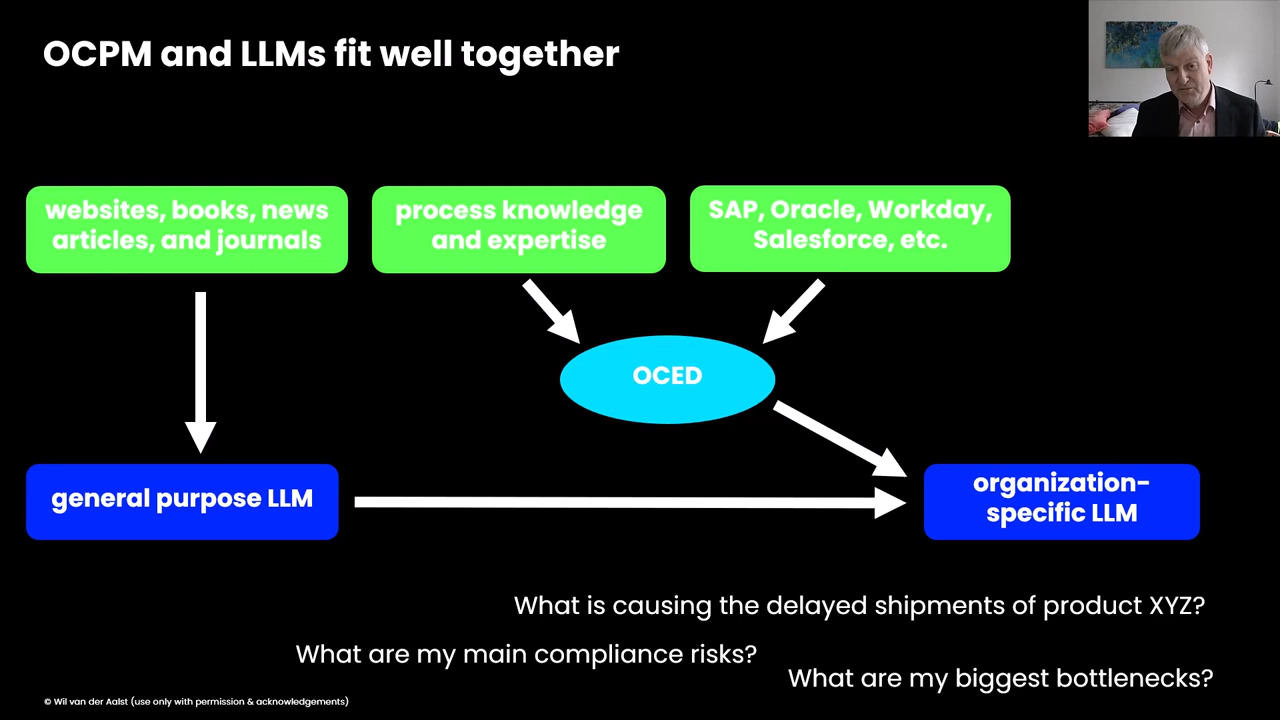 OCPM and LLMs fit well together
websites, books, news
articles, and journals
process knowledge
and expertise
SAP, Oracle, Workday,
Salesforce, etc.
OCED
general purpose LLM
organization-
specific LLM
What is causing the delayed shipments of product XYZ?
What are my main compliance risks?
What are my biggest bottlenecks?
© Wil van der Aalst (use only with permission & acknowledgements)